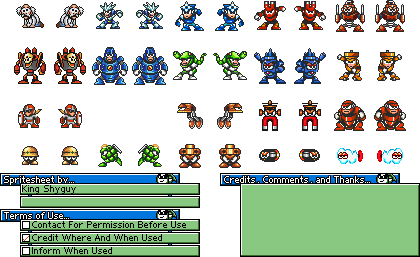 Spritesheet by...
King Shyguy
Terms of Use...
Contact For Permission Before Use
Credit Where And When Used
Inform When Used
Credits, Comments, and Thanks...